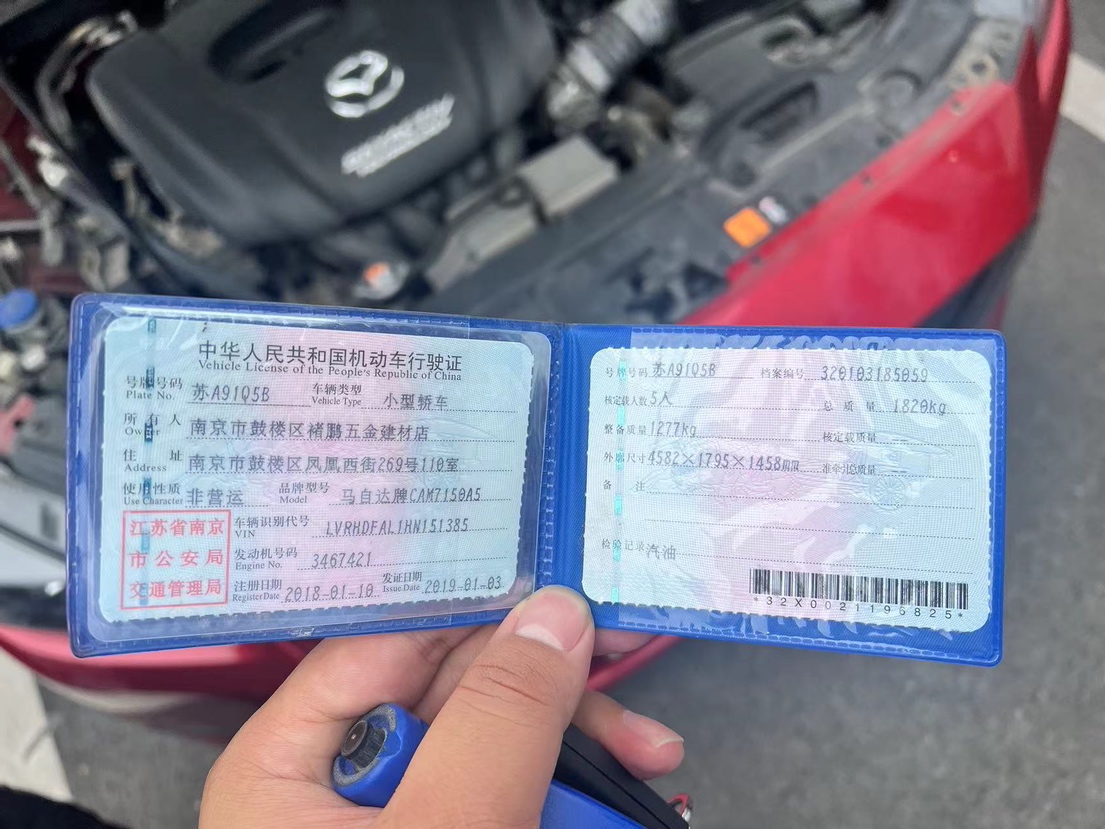 中华人民共和国机动车行驶证
Vehicle License of the People's Republic of China
号牌号码 苏A91Q5B 车辆类型 小型轿车
Plate No. Vehicle Type
所有人 南京市鼓楼区褚鹏五金建材店
Owner
住址 南京市鼓楼区凤凰西街269号110室
Address
使用性质 非营运 品牌型号 马自达牌CAM7150A5
Use Character Model
江苏省南京
市公安局
交通管理局
车辆识别代号 LVRHDFAL1HN151385
VIN
发动机号码 3467421
Engine No.
注册日期 2018-01-10 发证日期 2019-01-03
Register Date Issue Date
号牌号码 苏A91Q5B 档案编号 320103185059
核定载人数 5人 总质量 1820kg
整备质量 1277kg 核定载质量 --
外廓尺寸 4582×1795×1458mm 准牵引总质量 --
备注
检验记录 汽油
*32X0021196825*